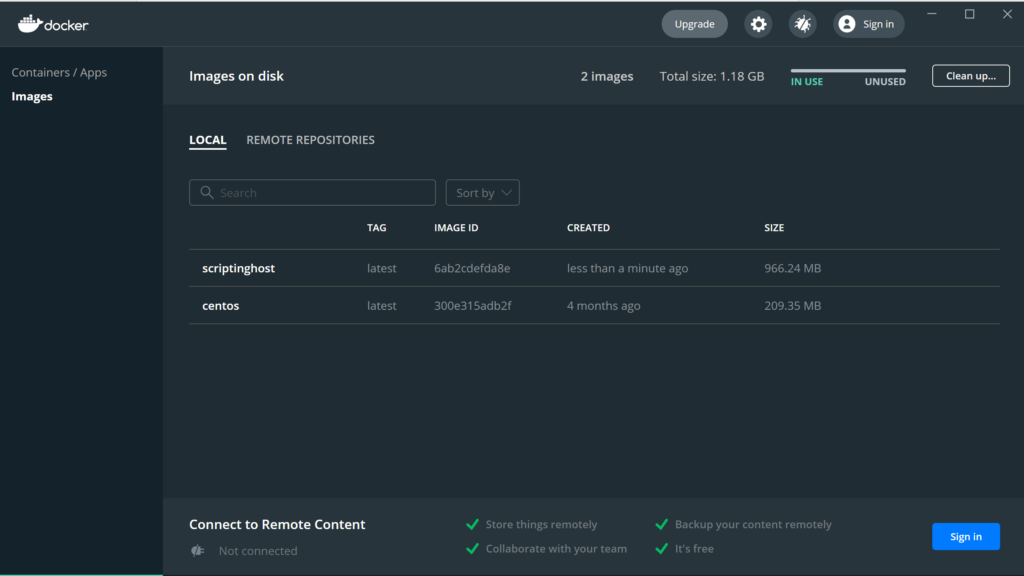 docker
Upgrade
Sign in
Containers / Apps
Images
Images on disk
2 images
Total size: 1.18 GB
IN USE
UNUSED
Clean up...
LOCAL
REMOTE REPOSITORIES
Search
Sort by
TAG IMAGE ID CREATED SIZE
scriptinghost latest 6ab2cdefda8e less than a minute ago 966.24 MB
centos latest 300e315adb2f 4 months ago 209.35 MB
Connect to Remote Content
Not connected
Store things remotely
Collaborate with your team
Backup your content remotely
It's free
Sign in